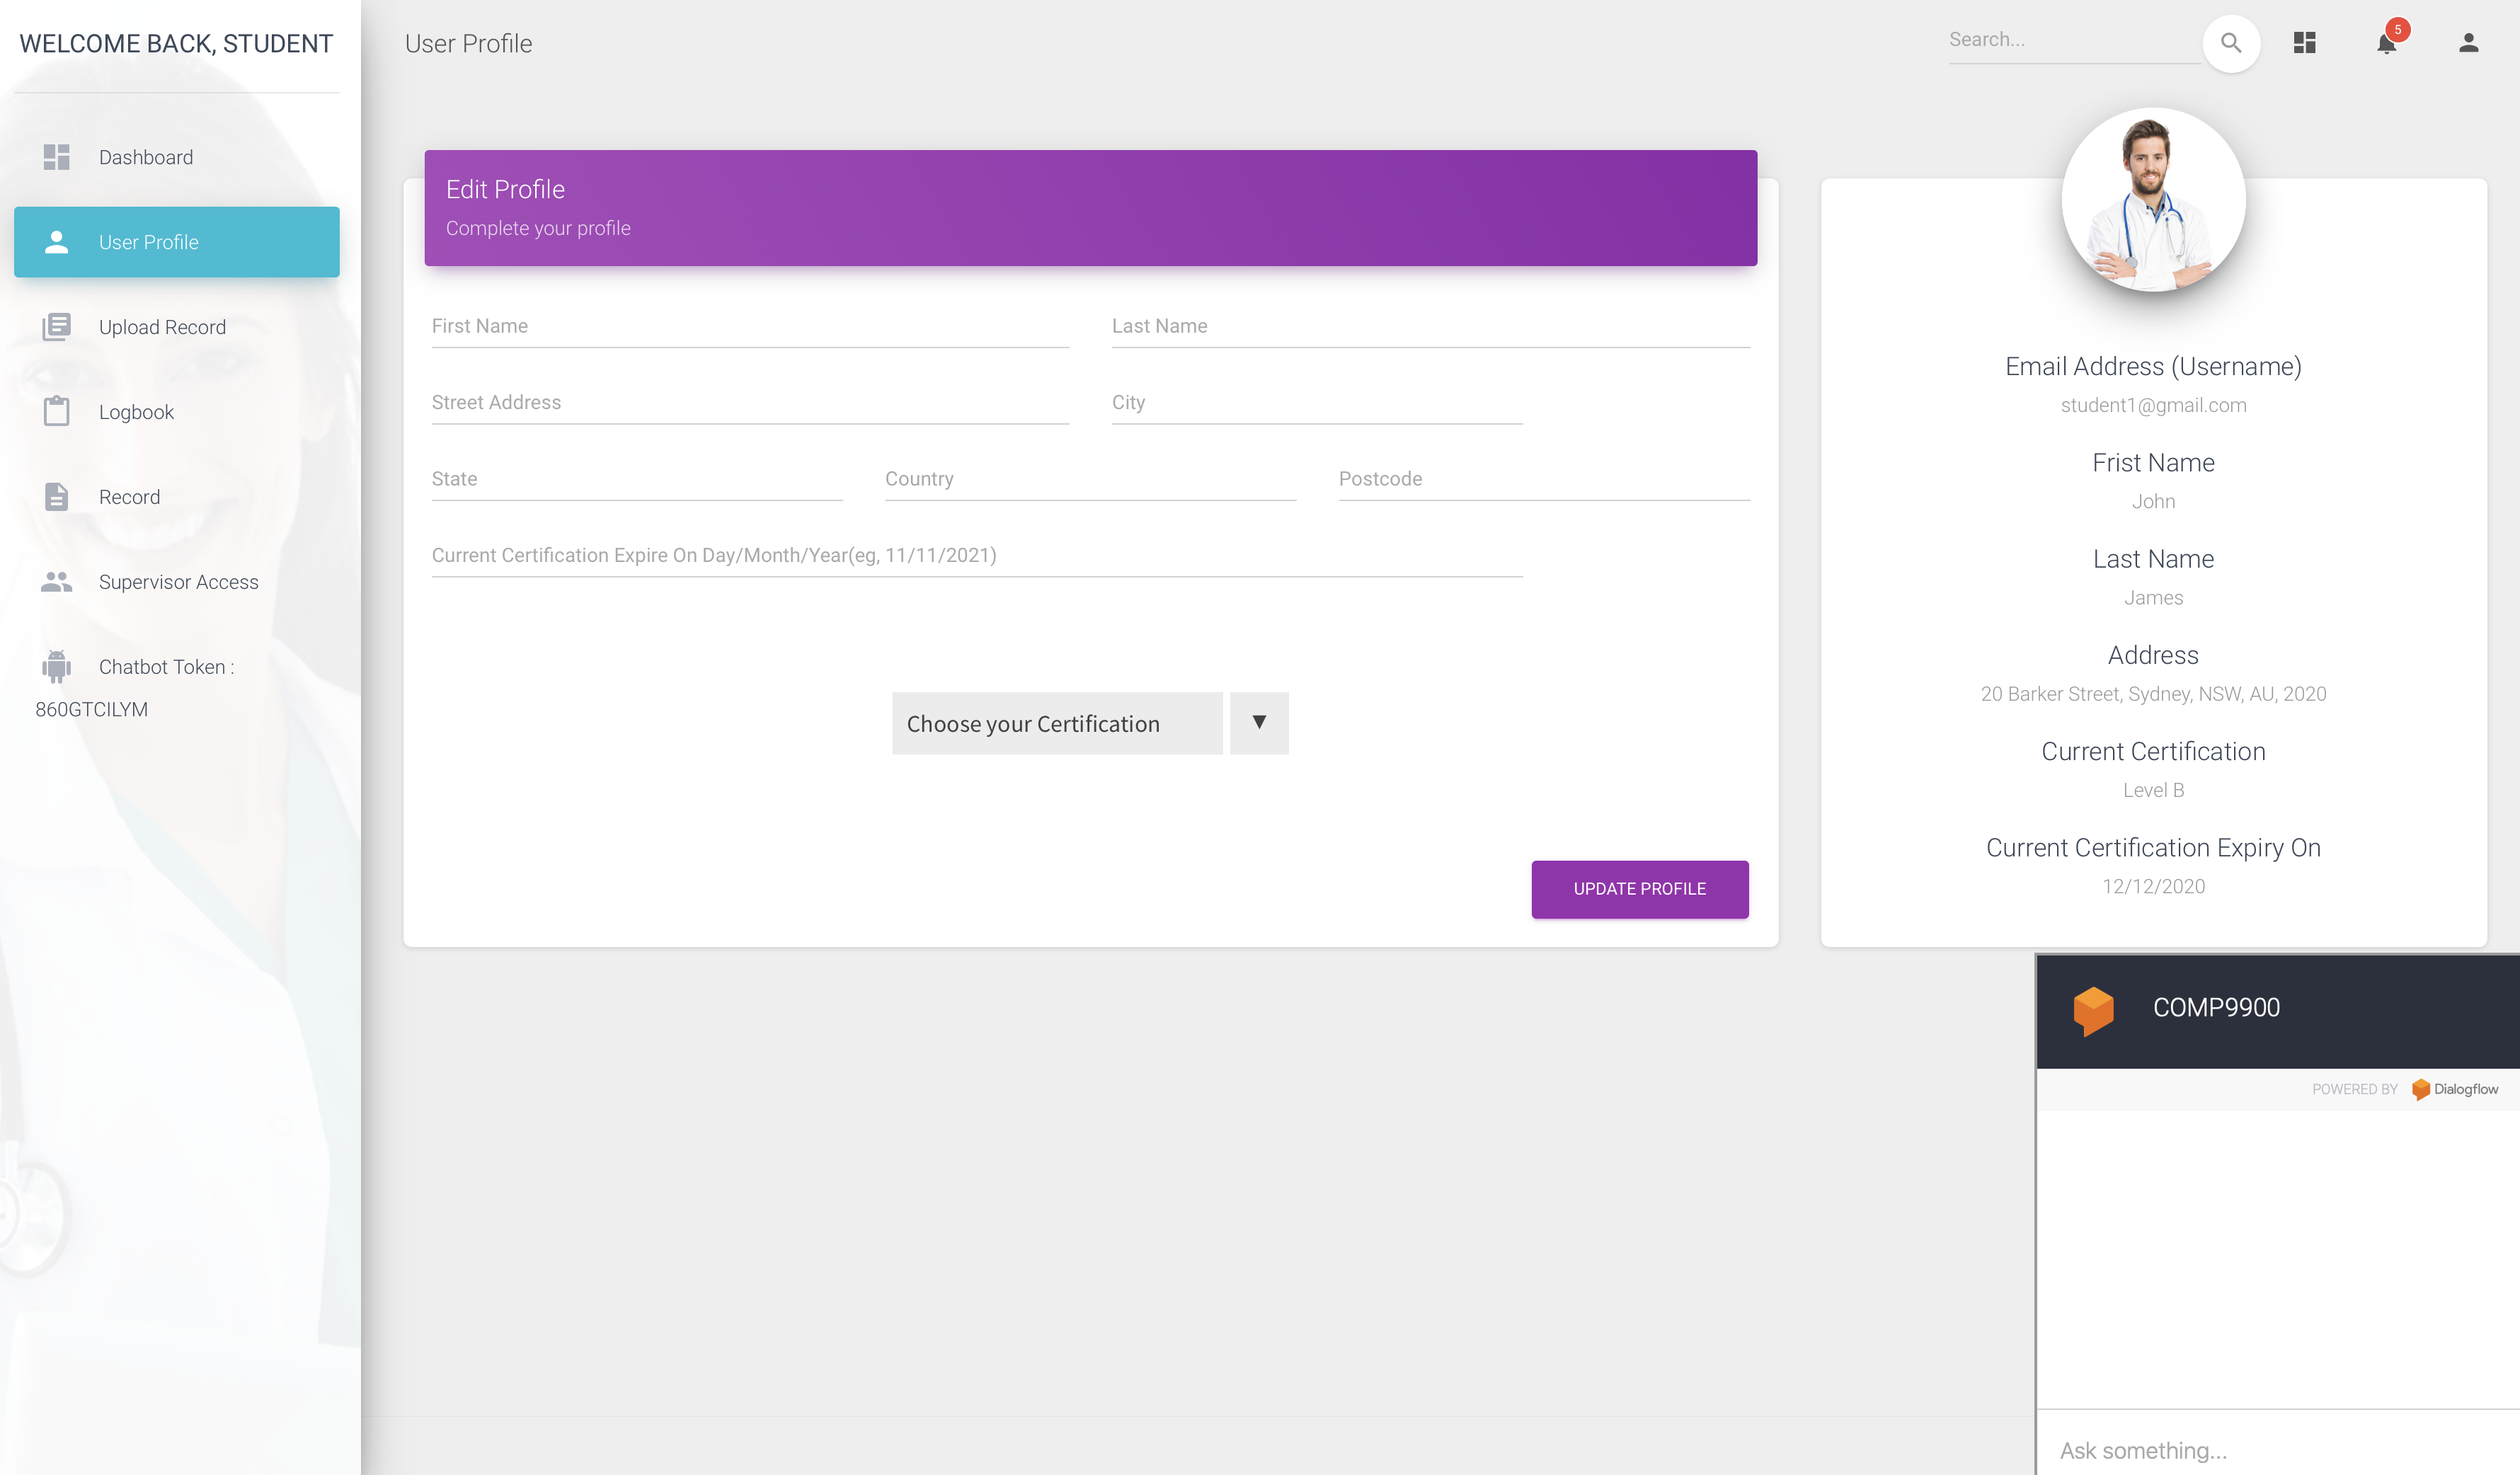 WELCOME BACK, STUDENT
Dashboard
User Profile
Upload Record
Logbook
Record
Supervisor Access
Chatbot Token :
860GTCILYM
User Profile
Search...
5
Edit Profile
Complete your profile
First Name
Last Name
Street Address
City
State
Country
Postcode
Current Certification Expire On Day/Month/Year(eg, 11/11/2021)
Choose your Certification
UPDATE PROFILE
Email Address (Username)
student1@gmail.com
Frist Name
John
Last Name
James
Address
20 Barker Street, Sydney, NSW, AU, 2020
Current Certification
Level B
Current Certification Expiry On
12/12/2020
COMP9900
POWERED BY Dialogflow
Ask something...